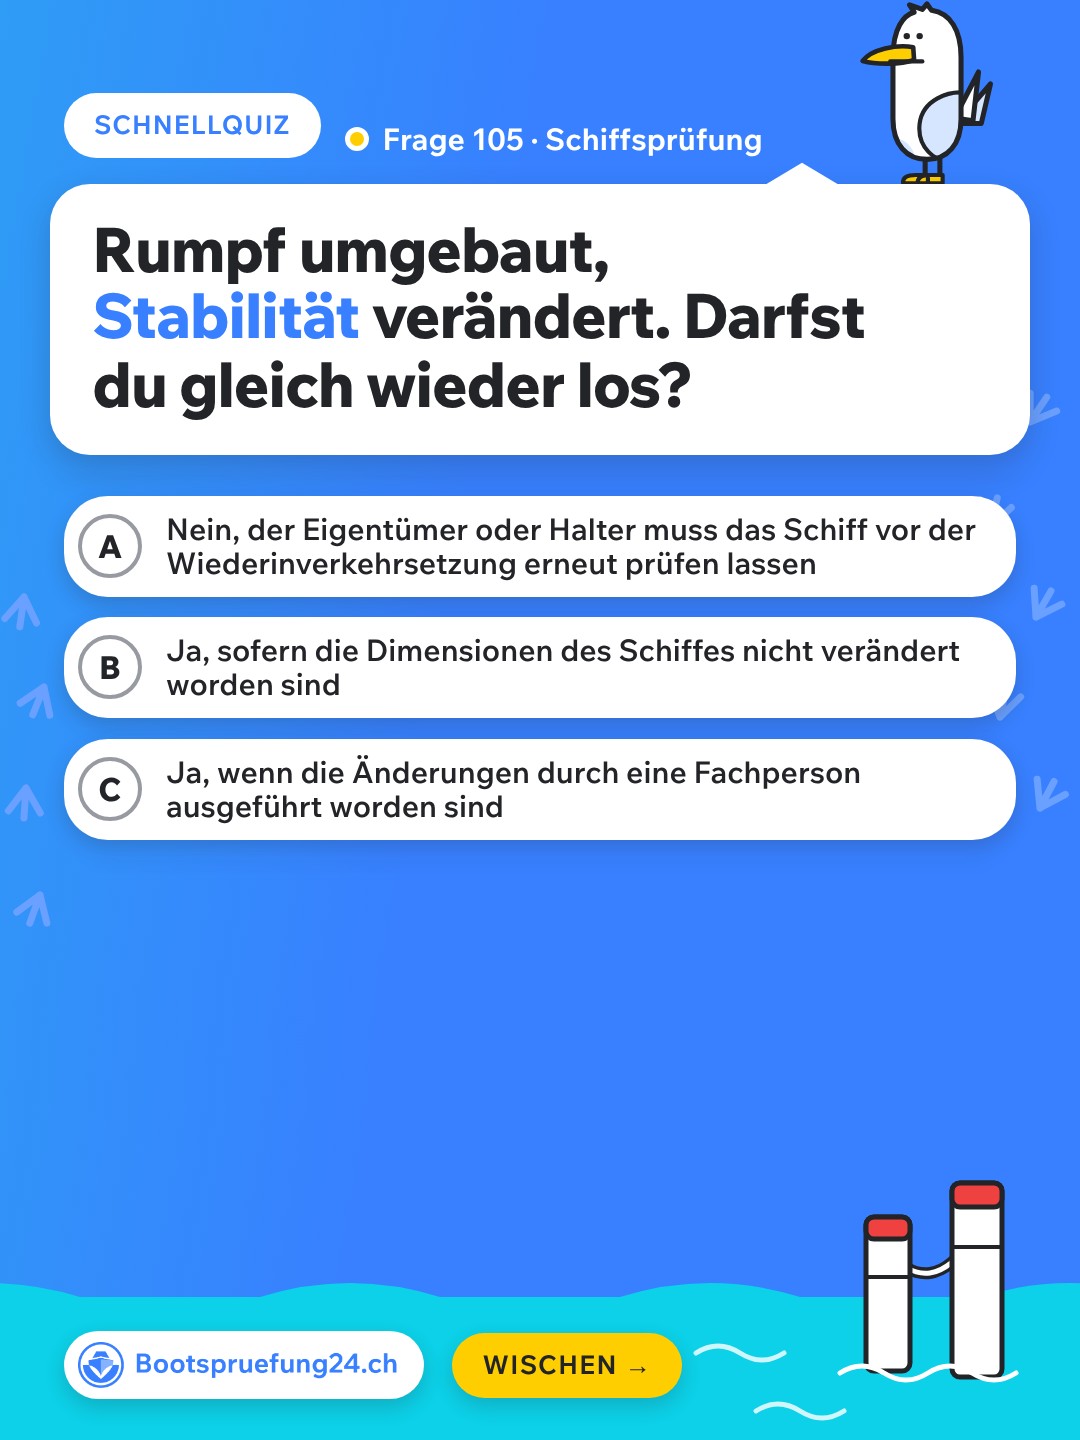 SCHNELLQUIZ
Frage 105 · Schiffsprüfung
Rumpf umgebaut,
Stabilität verändert. Darfst
du gleich wieder los?
A
Nein, der Eigentümer oder Halter muss das Schiff vor der
Wiederinverkehrsetzung erneut prüfen lassen
B
Ja, sofern die Dimensionen des Schiffes nicht verändert
worden sind
C
Ja, wenn die Änderungen durch eine Fachperson
ausgeführt worden sind
Bootspruefung24.ch
WISCHEN →